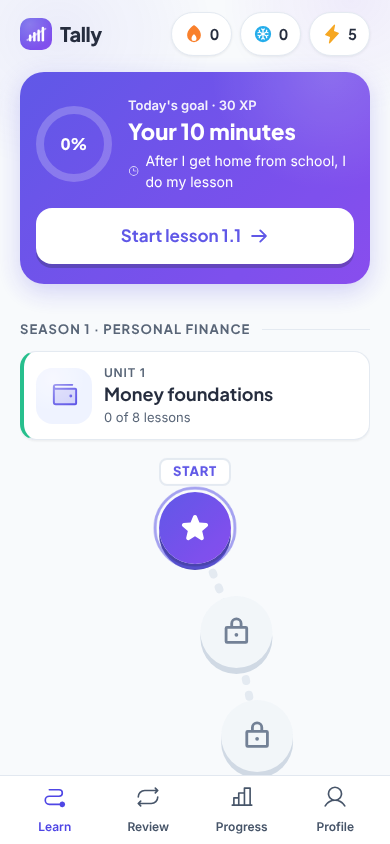 Tally
0
0
5
Today's goal · 30 XP
0%
Your 10 minutes
After I get home from school, I
do my lesson
Start lesson 1.1
SEASON 1 · PERSONAL FINANCE
UNIT 1
Money foundations
0 of 8 lessons
START
Learn
Review
Progress
Profile